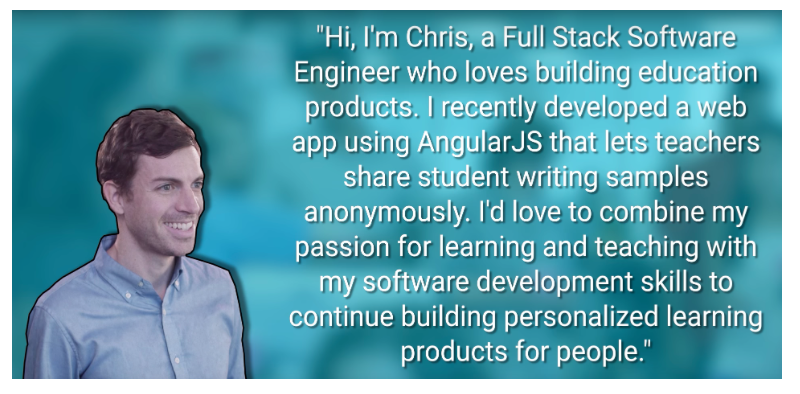 "Hi, I'm Chris, a Full Stack Software
Engineer who loves building education
products. I recently developed a web
app using AngularJS that lets teachers
share student writing samples
anonymously. I'd love to combine my
passion for learning and teaching with
my software development skills to
continue building personalized learning
products for people."